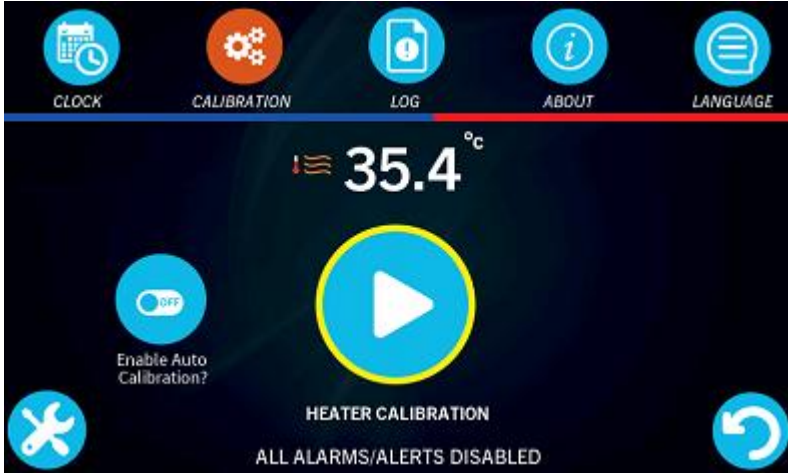 CLOCK
CALIBRATION
LOG
ABOUT
LANGUAGE
35.4 °c
OFF
Enable Auto
Calibration?
HEATER CALIBRATION
ALL ALARMS/ALERTS DISABLED